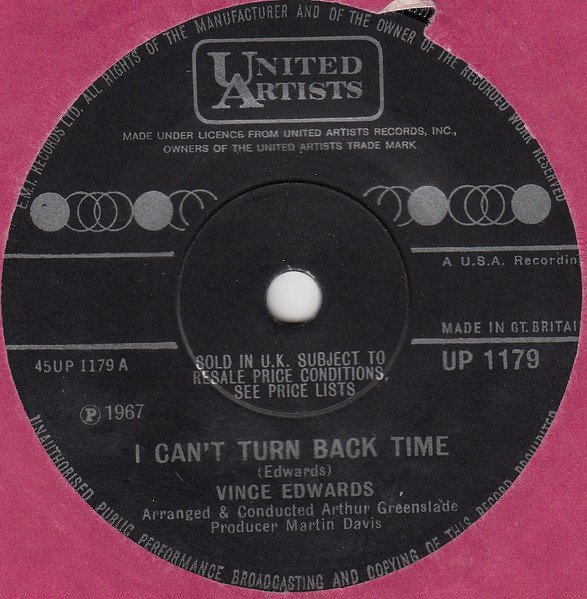 E.M.I. RECORDS LTD. ALL RIGHTS OF THE MANUFACTURER AND OF THE OWNER OF THE RECORDED WORK RESERVED
UNITED
ARTISTS
MADE UNDER LICENCE FROM UNITED ARTISTS RECORDS, INC.,
OWNERS OF THE UNITED ARTISTS TRADE MARK
A U.S.A. Recordin
MADE IN GT. BRITAI
45UP 1179 A
SOLD IN U.K. SUBJECT TO
RESALE PRICE CONDITIONS,
SEE PRICE LISTS
UP 1179
℗ 1967
I CAN'T TURN BACK TIME
(Edwards)
VINCE EDWARDS
Arranged & Conducted Arthur Greenslade
Producer Martin Davis
UNAUTHORISED PUBLIC PERFORMANCE BROADCASTING AND COPYING OF THIS RECORD PROHIBITED